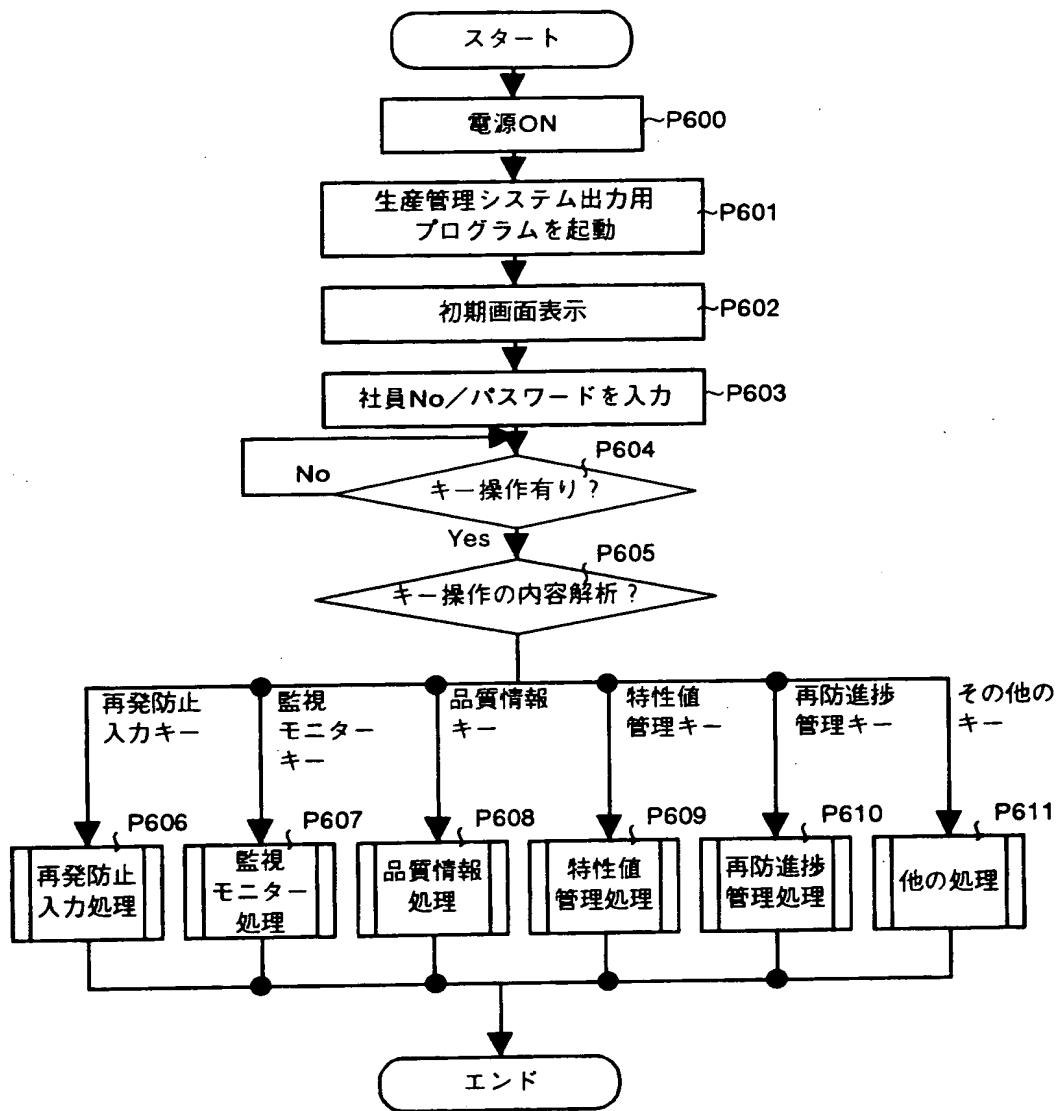 スタート
電源ON
P600
生産管理システム出力用
プログラムを起動
P601
初期画面表示
P602
社員No／パスワードを入力
P603
P604
No
キー操作有り？
Yes
P605
キー操作の内容解析？
再発防止
入力キー
監視
モニター
キー
品質情報
キー
特性値
管理キー
再防進捗
管理キー
その他の
キー
P606
P607
P608
P609
P610
P611
再発防止
入力処理
監視
モニター
処理
品質情報
処理
特性値
管理処理
再防進捗
管理処理
他の処理
エンド